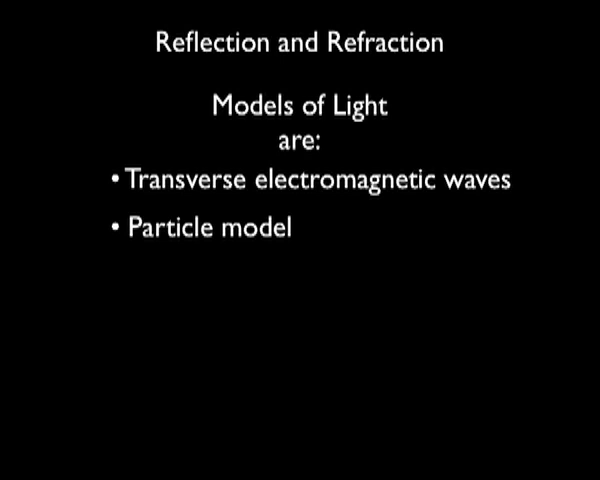 Reflection and Refraction
Models of Light
are:
• Transverse electromagnetic waves
• Particle model